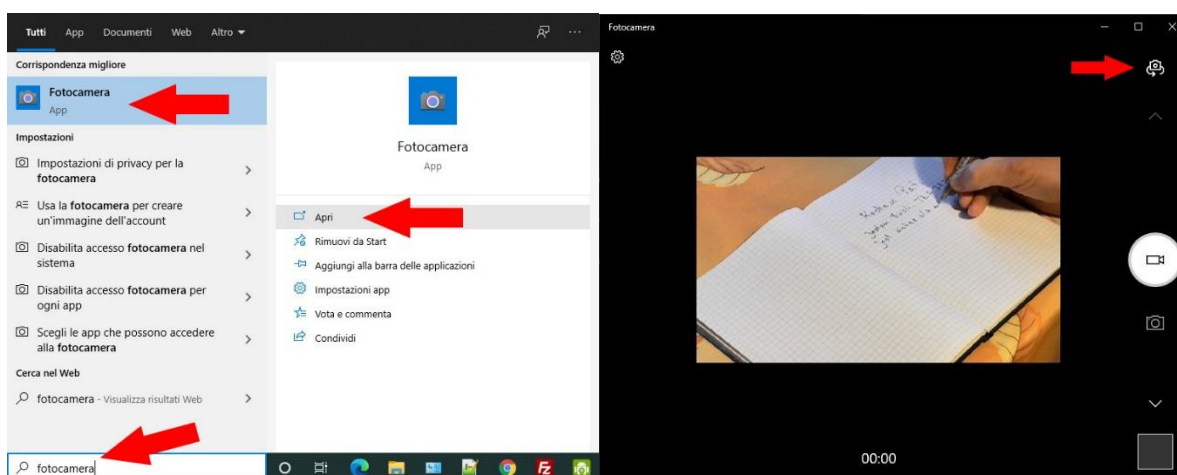 Tutti App Documenti Web Altro
Corrispondenza migliore
Fotocamera
App
Impostazioni
Impostazioni di privacy per la
fotocamera
Usa la fotocamera per creare
un'immagine dell'account
Disabilita accesso fotocamera nel
sistema
Disabilita accesso fotocamera per
ogni app
Scegli le app che possono accedere
alla fotocamera
Cerca nel Web
fotocamera - Visualizza risultati Web
fotocamera
Fotocamera
App
Apri
Rimuovi da Start
Aggiungi alla barra delle applicazioni
Impostazioni app
Vota e commenta
Condividi
Fotocamera
00:00